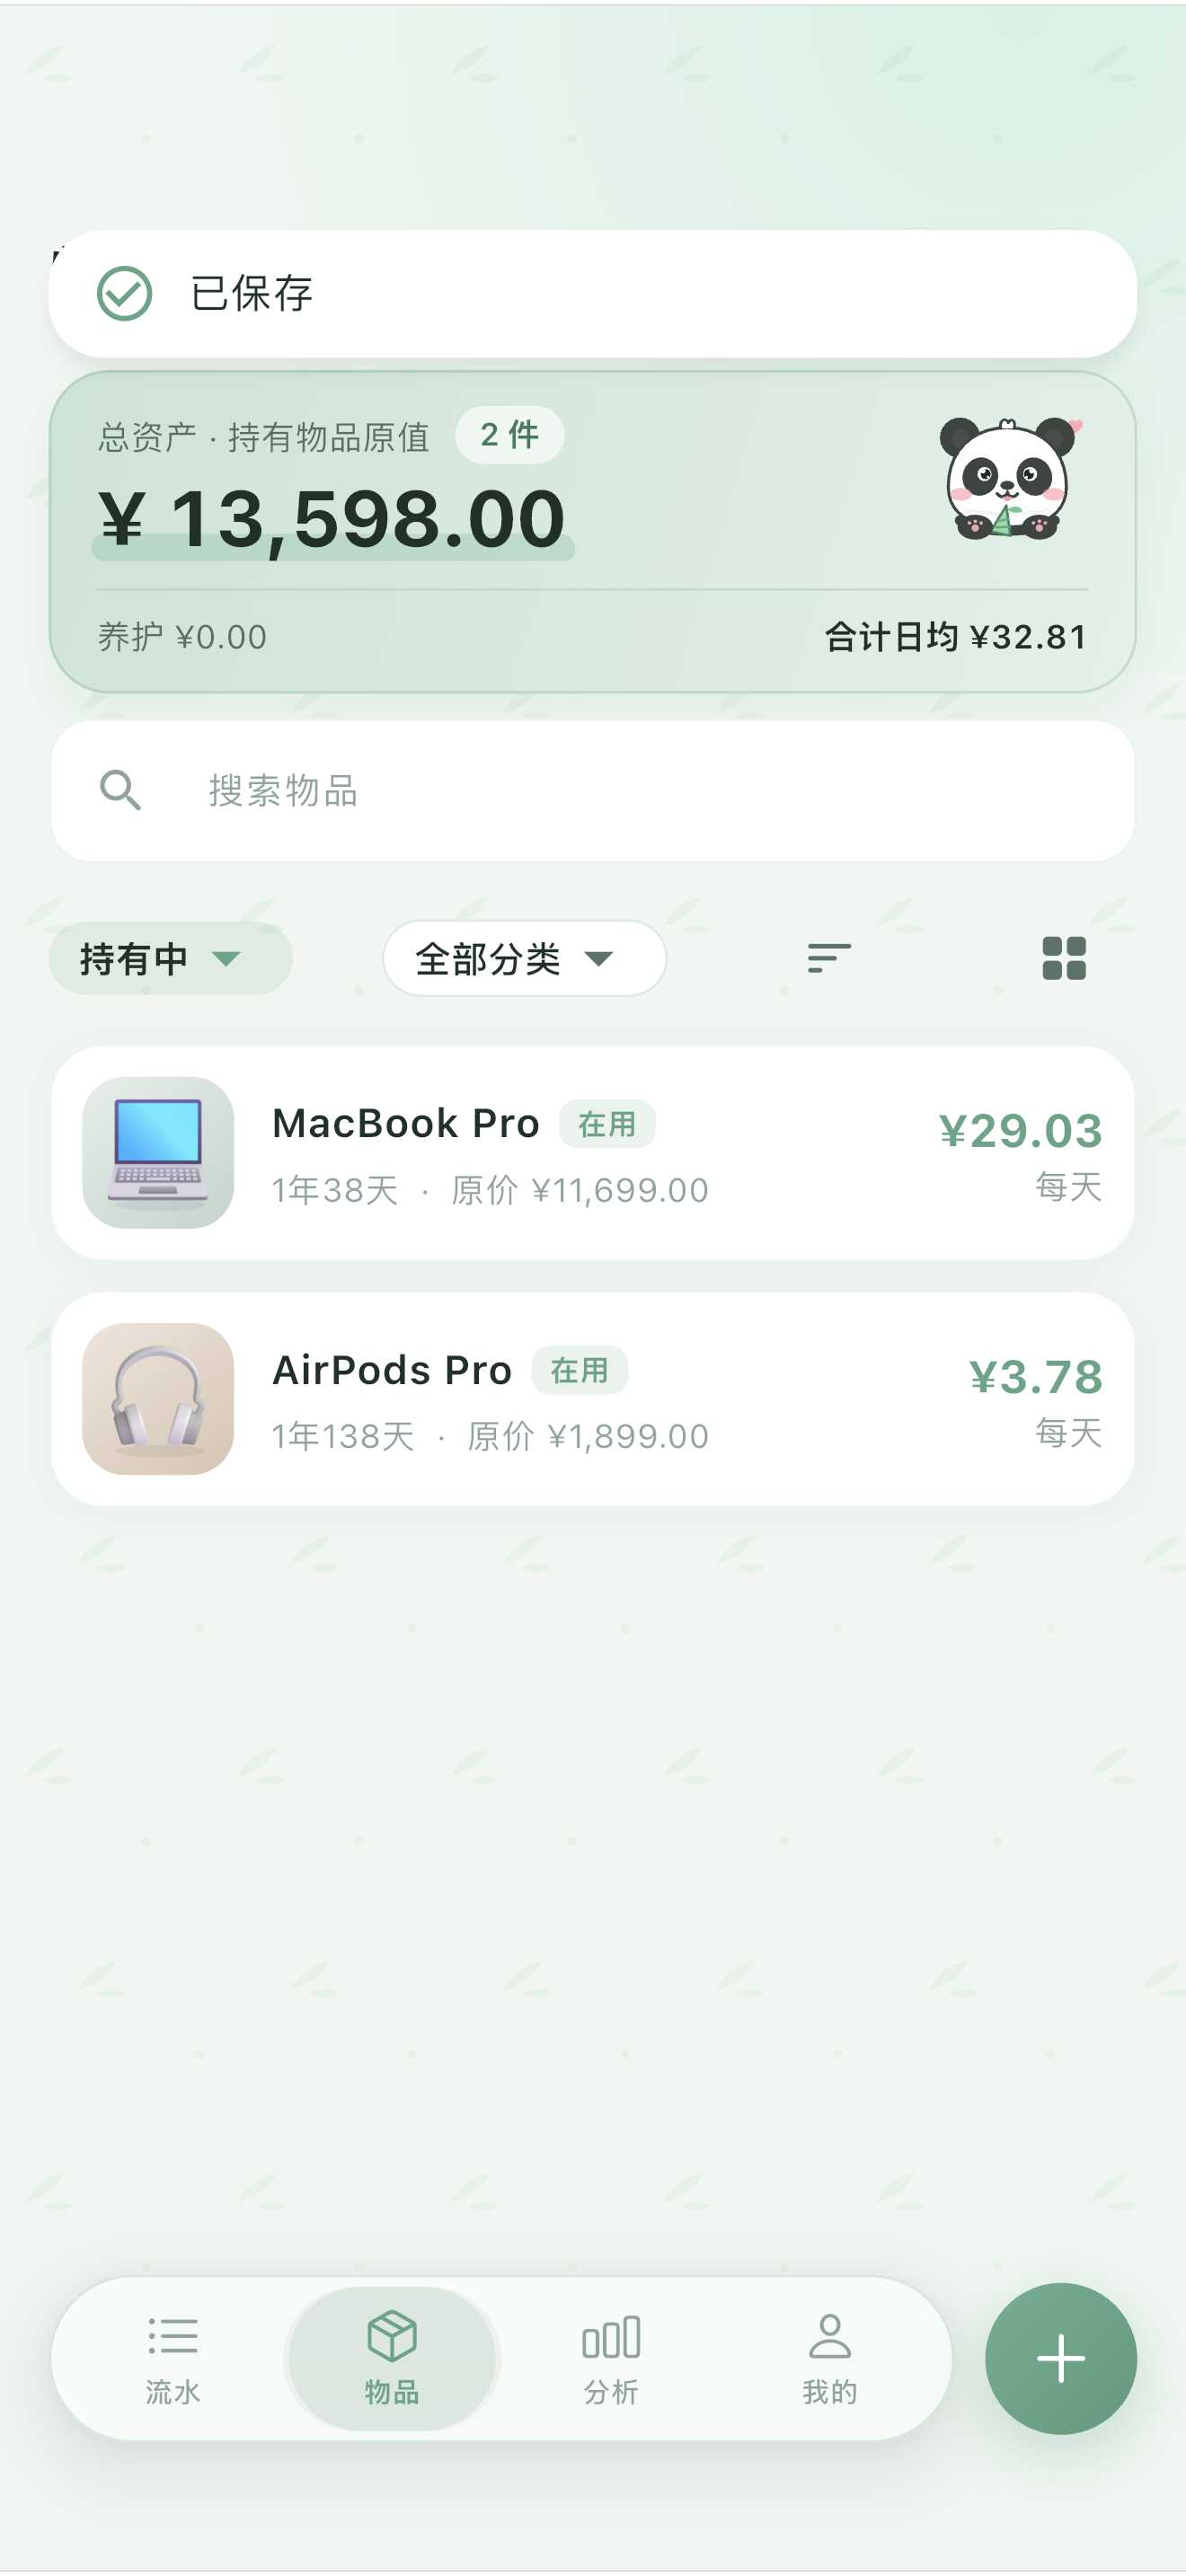 已保存
总资产 · 持有物品原值 2 件
¥ 13,598.00
养护 ¥0.00 合计日均 ¥32.81
搜索物品
持有中 全部分类
MacBook Pro 在用 ¥29.03
1年38天 · 原价 ¥11,699.00 每天
AirPods Pro 在用 ¥3.78
1年138天 · 原价 ¥1,899.00 每天
流水 物品 分析 我的